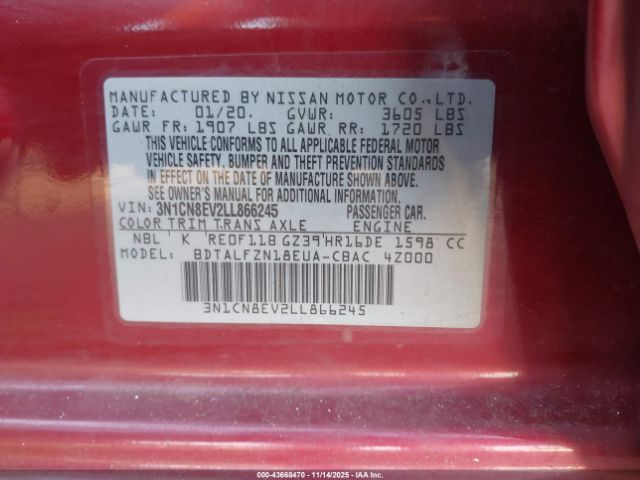 MANUFACTURED BY NISSAN MOTOR CO., LTD.
DATE: 01/20. GVWR: 3605 LBS
GAWR FR: 1907 LBS GAWR RR: 1720 LBS
THIS VEHICLE CONFORMS TO ALL APPLICABLE FEDERAL MOTOR
VEHICLE SAFETY, BUMPER AND THEFT PREVENTION STANDARDS
IN EFFECT ON THE DATE OF MANUFACTURE SHOWN ABOVE.
SEE OWNER'S MANUAL FOR ADDITIONAL INFORMATION.
VIN: 3N1CN8EV2LL866245 PASSENGER CAR.
COLOR TRIM TRANS AXLE ENGINE
NBL K RE0F11B GZ39 HR16DE 1598 CC
MODEL: BDTALFZN18EUA-CBAC 4Z000
3N1CN8EV2LL866245
000-43668470 11/14/2025 IAAI.COM